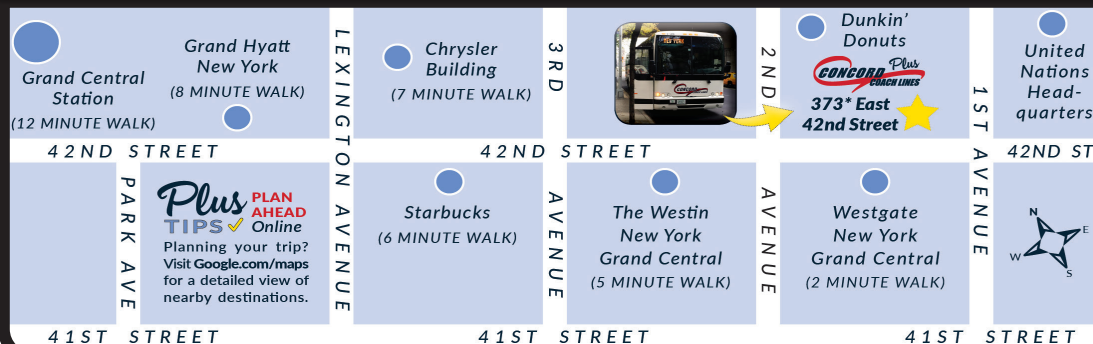 Grand Central
Station
(12 MINUTE WALK)
Grand Hyatt
New York
(8 MINUTE WALK)
LEXINGTON AVENUE
Chrysler
Building
(7 MINUTE WALK)
3RD
AVENUE
2ND
AVENUE
Dunkin'
Donuts
CONCORD Plus
COACH LINES
373* East
42nd Street
1ST AVENUE
United
Nations
Head-
quarters
42ND STREET
42ND STREET
42ND ST
PARK AVE
Plus
TIPS
PLAN
AHEAD
Online
Planning your trip?
Visit Google.com/maps
for a detailed view of
nearby destinations.
Starbucks
(6 MINUTE WALK)
The Westin
New York
Grand Central
(5 MINUTE WALK)
Westgate
New York
Grand Central
(2 MINUTE WALK)
N
E
W
S
41ST STREET
41ST STREET
41ST STREET